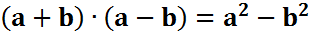 (a + b) · (a − b) = a² − b²